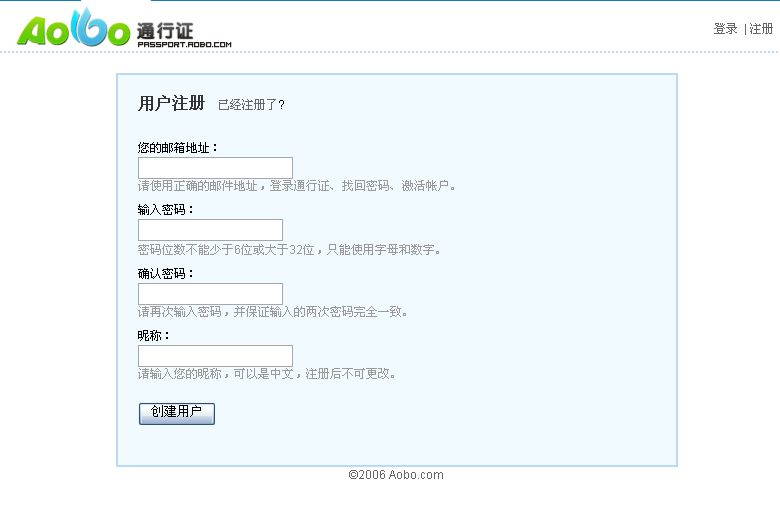 Aobo 通行证
PASSPORT.AOBO.COM
登录 | 注册
用户注册 已经注册了?
您的邮箱地址：
请使用正确的邮件地址，登录通行证、找回密码、激活帐户。
输入密码：
密码位数不能少于6位或大于32位，只能使用字母和数字。
确认密码：
请再次输入密码，并保证输入的两次密码完全一致。
昵称：
请输入您的昵称，可以是中文，注册后不可更改。
创建用户
©2006 Aobo.com